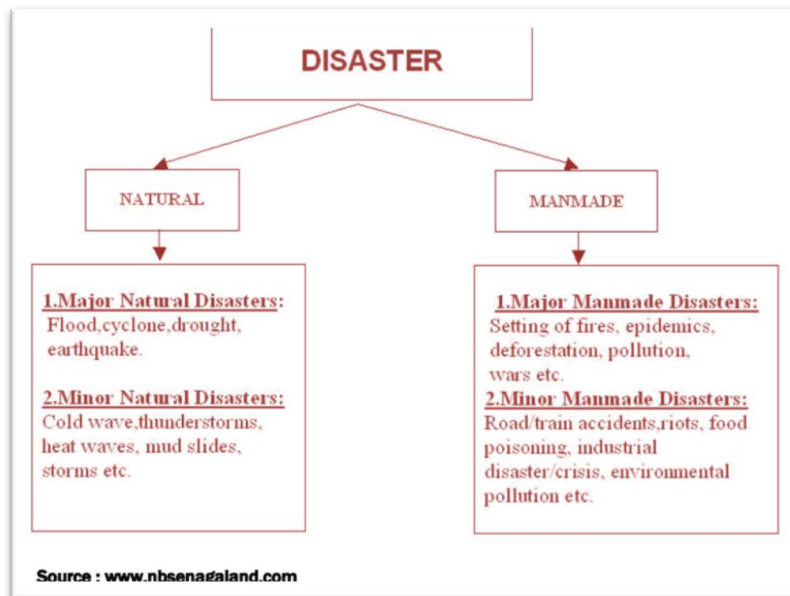 DISASTER
NATURAL
MANMADE
1.Major Natural Disasters:
Flood,cyclone,drought,
earthquake.
2.Minor Natural Disasters:
Cold wave,thunderstorms,
heat waves, mud slides,
storms etc.
1.Major Manmade Disasters:
Setting of fires, epidemics,
deforestation, pollution,
wars etc.
2.Minor Manmade Disasters:
Road/train accidents,riots, food
poisoning, industrial
disaster/crisis, environmental
pollution etc.
Source : www.nbsenagaland.com